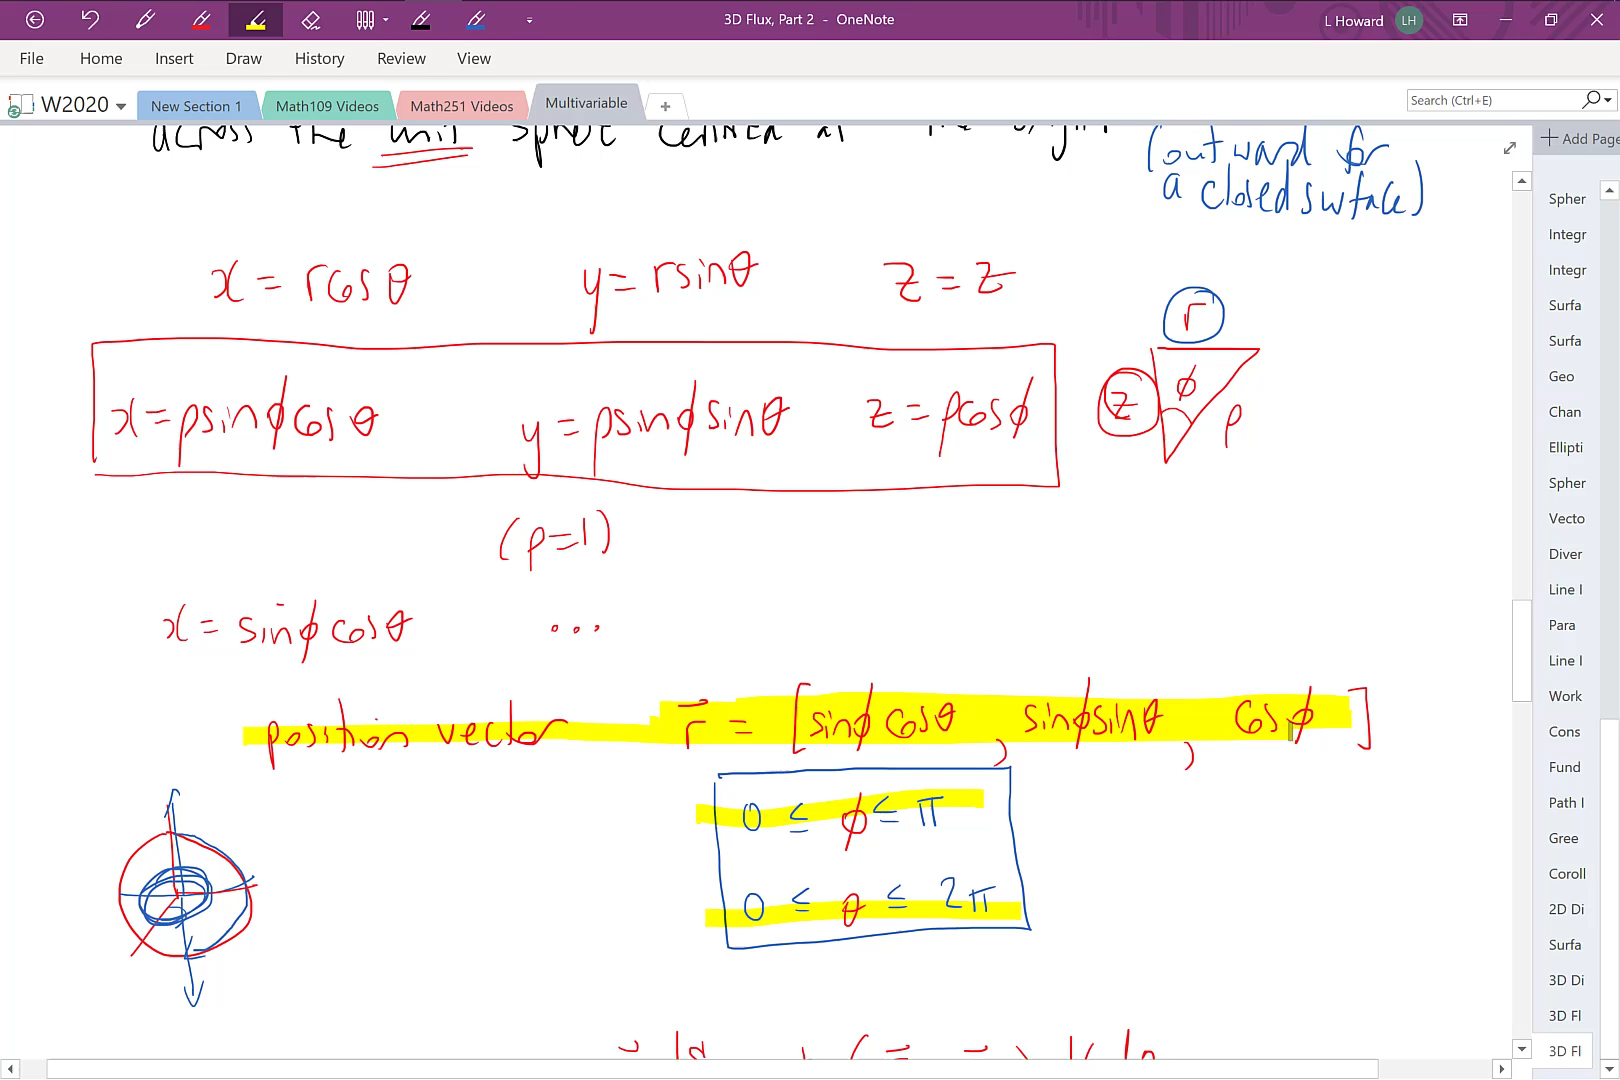 3D Flux, Part 2 - OneNote
L Howard LH
File Home Insert Draw History Review View
W2020 New Section 1 Math109 Videos Math251 Videos Multivariable
Search (Ctrl+E)
Add Page
across the unit sphere centred at the origin
(outward for
a closed surface)
x = r cos θ y = r sin θ z = z
r
z φ ρ
x = ρ sin φ cos θ y = ρ sin φ sin θ z = ρ cos φ
(ρ = 1)
x = sin φ cos θ ...
position vector r⃗ = [sin φ cos θ, sin φ sin θ, cos φ]
0 ≤ φ ≤ π
0 ≤ θ ≤ 2π
Spher
Integr
Integr
Surfa
Surfa
Geo
Chan
Ellipti
Spher
Vecto
Diver
Line I
Para
Line I
Work
Cons
Fund
Path I
Gree
Coroll
2D Di
Surfa
3D Di
3D Fl
3D Fl